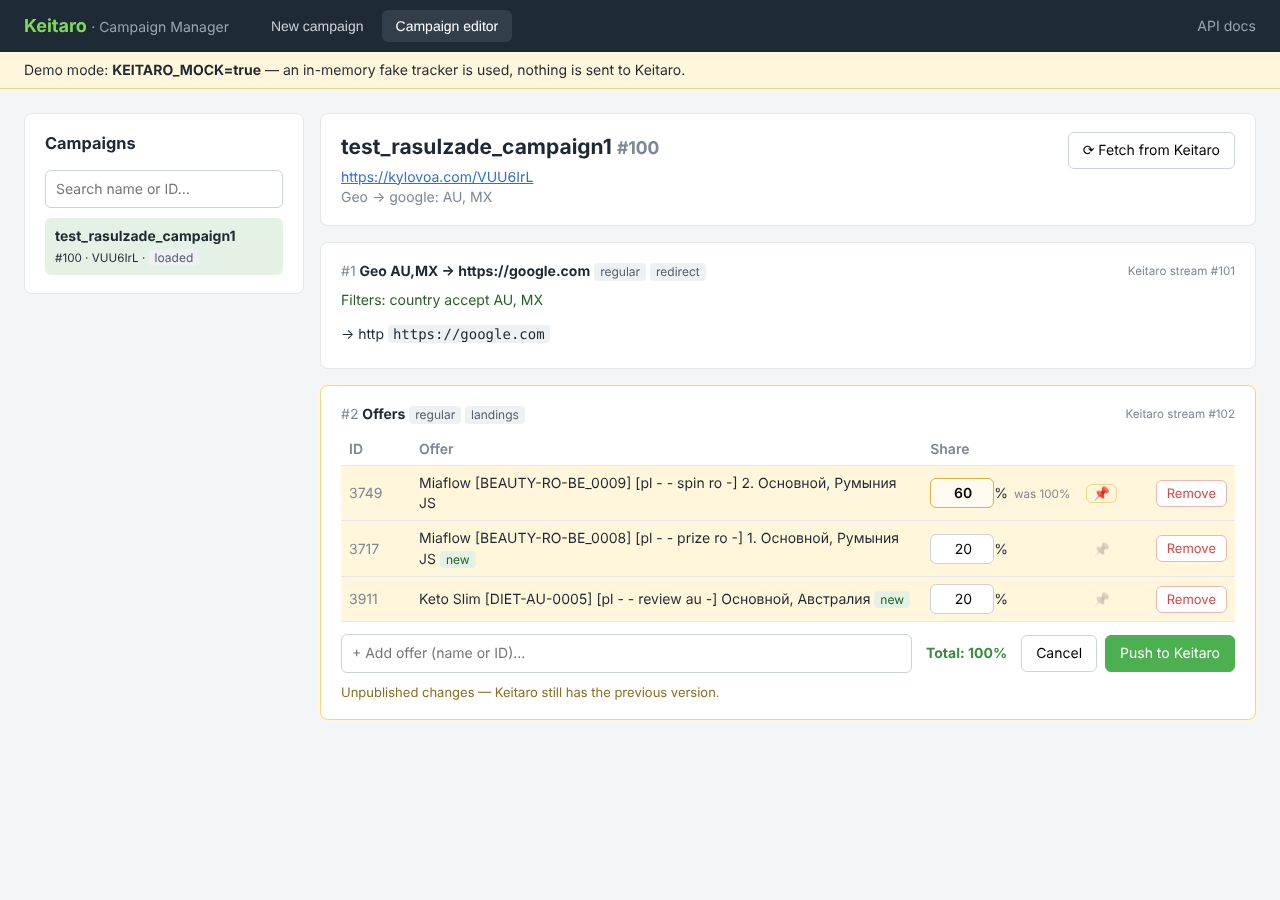 Keitaro · Campaign Manager New campaign Campaign editor API docs
Demo mode: KEITARO_MOCK=true — an in-memory fake tracker is used, nothing is sent to Keitaro.
Campaigns
Search name or ID...
test_rasulzade_campaign1
#100 · VUU6IrL · loaded
test_rasulzade_campaign1 #100
⟳ Fetch from Keitaro
https://kylovoa.com/VUU6IrL
Geo → google: AU, MX
#1 Geo AU,MX → https://google.com regular redirect Keitaro stream #101
Filters: country accept AU, MX
→ http https://google.com
#2 Offers regular landings Keitaro stream #102
ID Offer Share
3749 Miaflow [BEAUTY-RO-BE_0009] [pl - - spin ro -] 2. Основной, Румыния
JS
60 % was 100% 📌 Remove
3717 Miaflow [BEAUTY-RO-BE_0008] [pl - - prize ro -] 1. Основной, Румыния
JS new
20 % 📌 Remove
3911 Keto Slim [DIET-AU-0005] [pl - - review au -] Основной, Австралия new 20 % 📌 Remove
+ Add offer (name or ID)... Total: 100% Cancel Push to Keitaro
Unpublished changes — Keitaro still has the previous version.